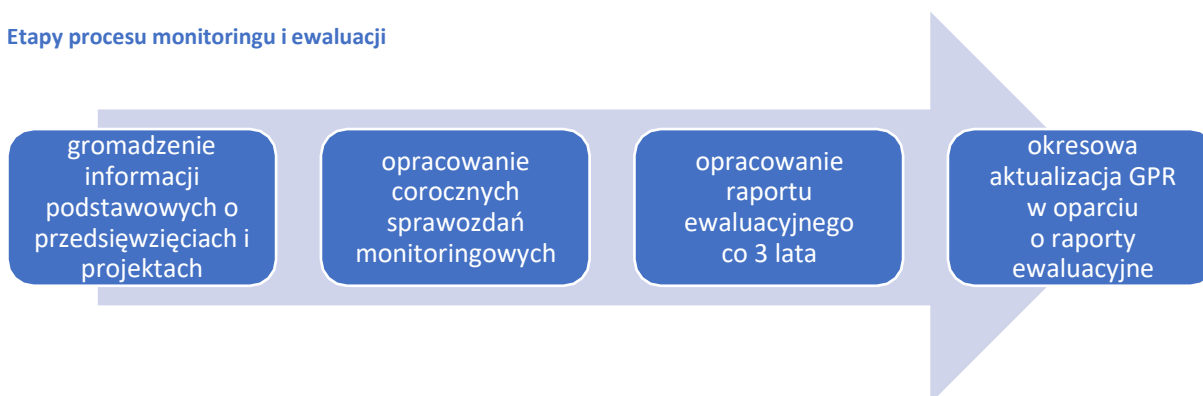 Etapy procesu monitoringu i ewaluacji
gromadzenie
informacji
podstawowych o
przedsięwzięciach i
projektach
opracowanie
corocznych
sprawozdań
monitoringowych
opracowanie
raportu
ewaluacyjnego
co 3 lata
okresowa
aktualizacja GPR
w oparciu
o raporty
ewaluacyjne